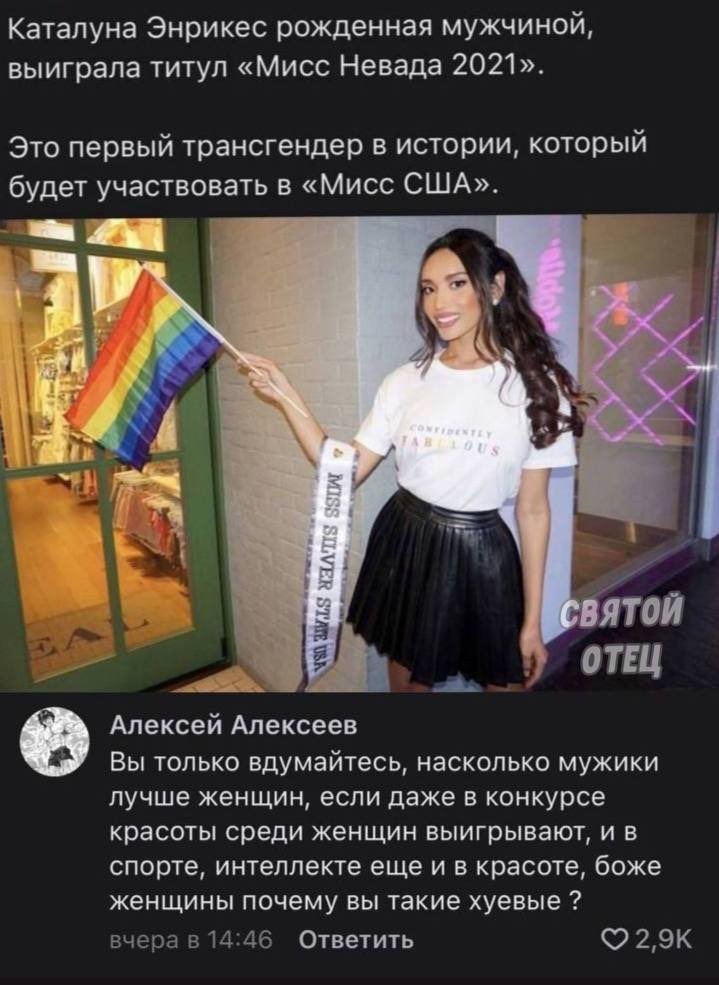 Каталуна Энрикес рожденная мужчиной,
выиграла титул «Мисс Невада 2021».
Это первый трансгендер в истории, который
будет участвовать в «Мисс США».
CONFIDENTLY
FABULOUS
MISS SILVER STATE USA
СВЯТОЙ
ОТЕЦ
Алексей Алексеев
Вы только вдумайтесь, насколько мужики
лучше женщин, если даже в конкурсе
красоты среди женщин выигрывают, и в
спорте, интеллекте еще и в красоте, боже
женщины почему вы такие хуевые ?
вчера в 14:46 Ответить 2,9K